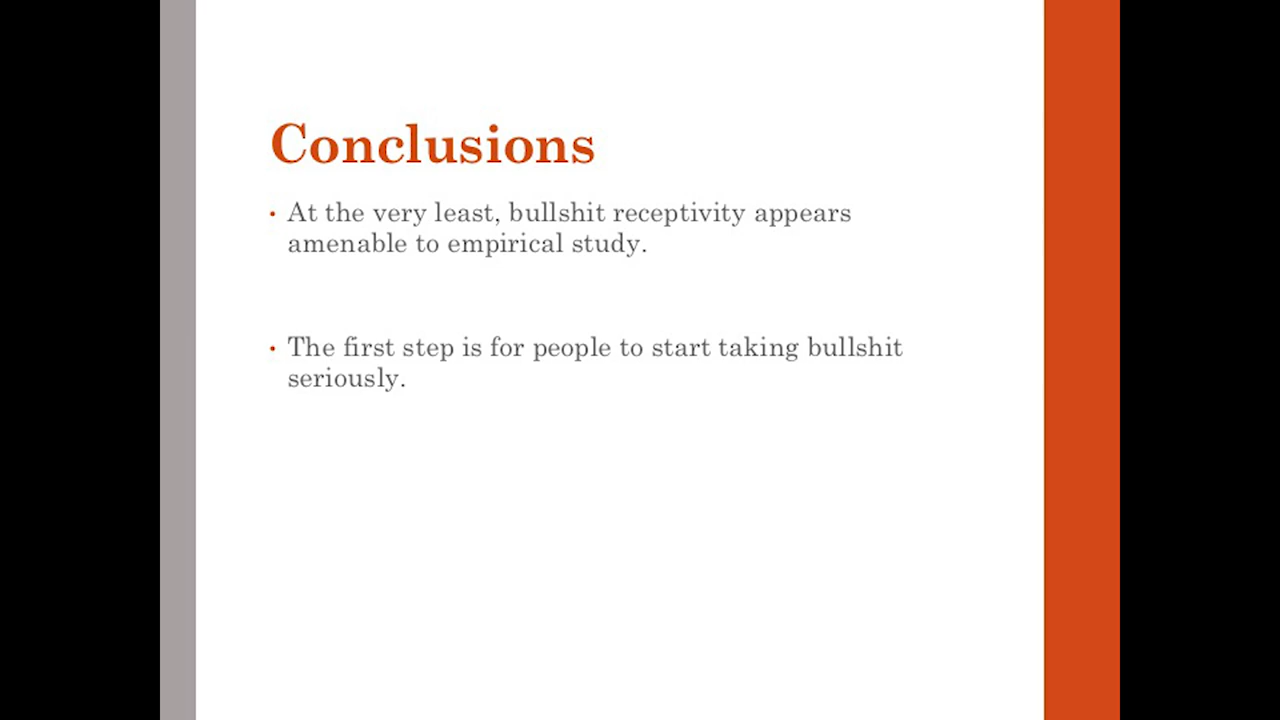 Conclusions
• At the very least, bullshit receptivity appears
amenable to empirical study.
• The first step is for people to start taking bullshit
seriously.